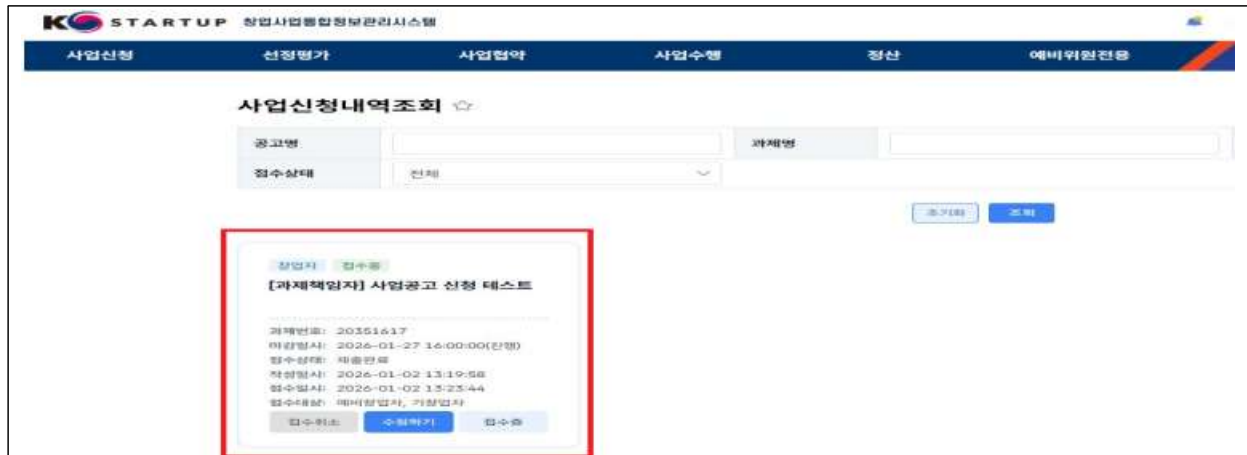 K STARTUP 창업사업통합정보관리시스템
사업신청 선정평가 사업협약 사업수행 정산 예비위원전용
사업신청내역조회 ☆
공고명 과제명
접수상태 전체
초기화 조회
창업자 접수중
[과제책임자] 사업공고 신청 테스트
과제번호: 20351617
마감일시: 2026-01-27 16:00:00(진행)
접수상태: 제출완료
작성일시: 2026-01-02 13:19:58
접수일시: 2026-01-02 13:23:44
접수대상: 예비창업자, 기창업자
접수취소 수정하기 접수증